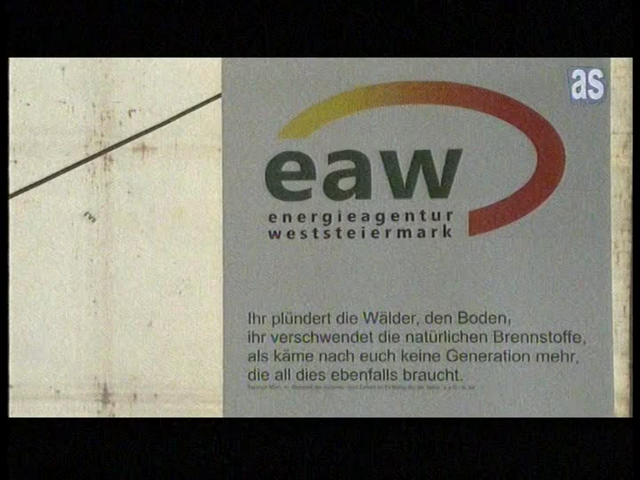 as
eaw
energieagentur
weststeiermark
Ihr plündert die Wälder, den Boden,
ihr verschwendet die natürlichen Brennstoffe,
als käme nach euch keine Generation mehr,
die all dies ebenfalls braucht.